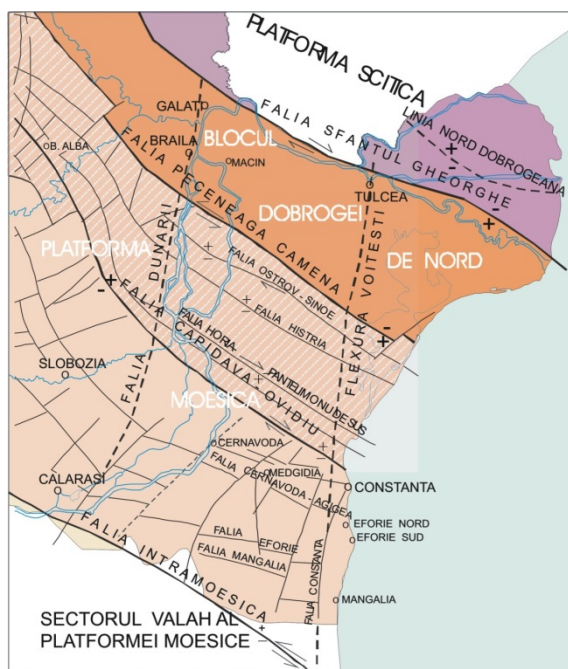 PLATFORMA SCITICA
GALATO
FALIA SFANTUL GHEORGHE
LINIA NORD DOBROGEANA
BLOCUL
BRAILA
B. ALBA
MACIN
FALIA PECENEAGA CAMENA
TULCEA
DOBROGEI
DE NORD
PLATFORMA
FALIA DUNARII
FALIA OSTROV - SINOE
FLEXURA VOITESTI
FALIA HISTRIA
FALIA CAPIDAVA - OVIDIU
FALIA HORIA
PANTELIMONU DE SUS
SLOBOZIA
MOESICA
CERNAVODA
FALIA CERNAVODA - AGIGEA
MEDGIDIA
CALARASI
CONSTANTA
EFORIE NORD
EFORIE SUD
FALIA EFORIE
FALIA MANGALIA
FALIA CONSTANTA
FALIA INTRAMOESICA
MANGALIA
SECTORUL VALAH AL
PLATFORMEI MOESICE